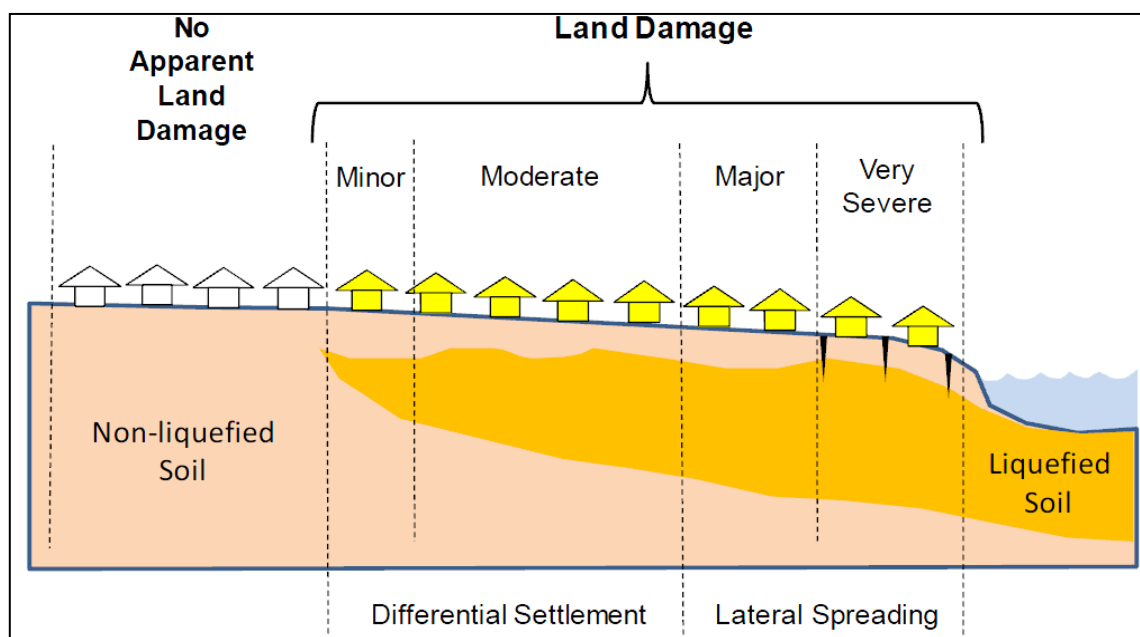 No
Apparent
Land
Damage
Land Damage
Minor
Moderate
Major
Very
Severe
Non-liquefied
Soil
Liquefied
Soil
Differential Settlement
Lateral Spreading